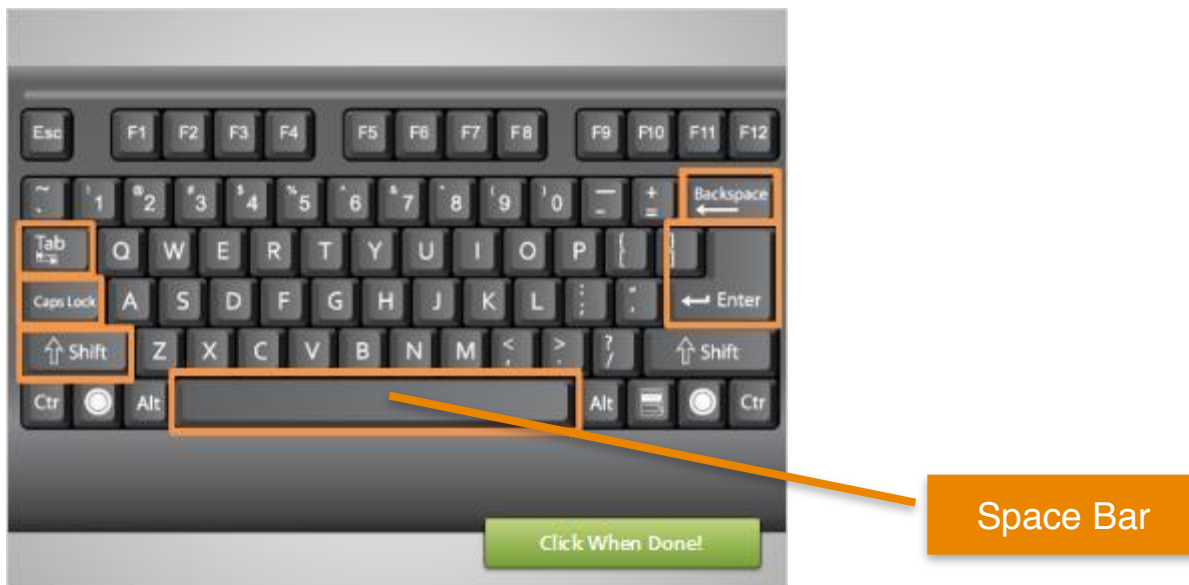 Esc F1 F2 F3 F4 F5 F6 F7 F8 F9 F10 F11 F12
~ ! 1 @ 2 # 3 $ 4 % 5 ^ 6 & 7 8 ( 9 ) 0 — - + = Backspace
Tab Q W E R T Y U I O P { [ } ]
Caps Lock A S D F G H J K L : ; " Enter
Shift Z X C V B N M < , > . ? / Shift
Ctr Alt Alt Ctr
Space Bar
Click When Done!